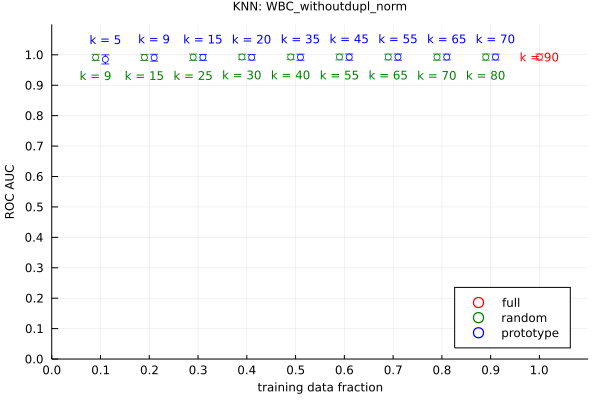 KNN: WBC_withoutdupl_norm
k = 5 k = 9 k = 15 k = 20 k = 35 k = 45 k = 55 k = 65 k = 70
k = 9 k = 15 k = 25 k = 30 k = 40 k = 55 k = 65 k = 70 k = 80
k = 90
ROC AUC
1.0
0.9
0.8
0.7
0.6
0.5
0.4
0.3
0.2
0.1
0.0
full
random
prototype
0.0 0.1 0.2 0.3 0.4 0.5 0.6 0.7 0.8 0.9 1.0
training data fraction